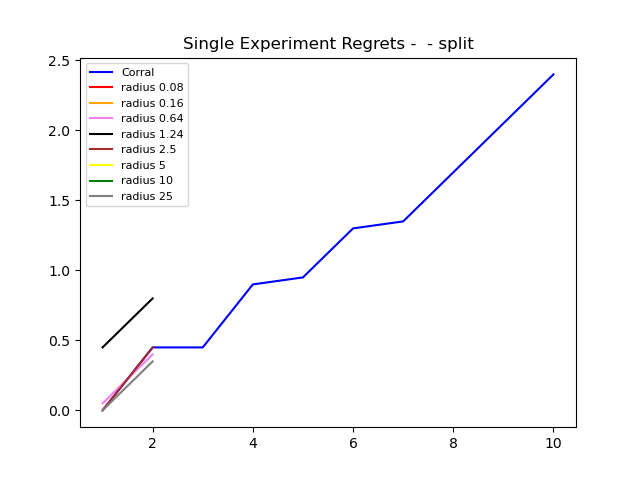 Single Experiment Regrets -  - split
2.5
2.0
1.5
1.0
0.5
0.0
Corral
radius 0.08
radius 0.16
radius 0.64
radius 1.24
radius 2.5
radius 5
radius 10
radius 25
2
4
6
8
10